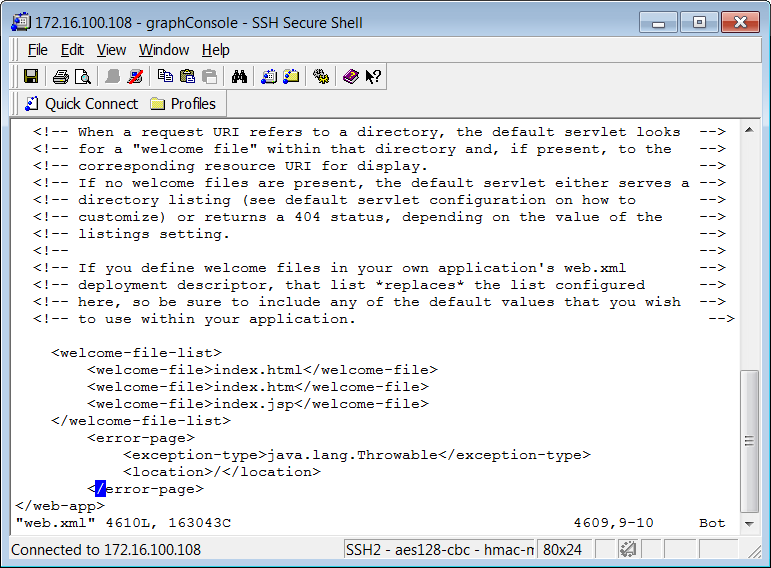 172.16.100.108 - graphConsole - SSH Secure Shell
File Edit View Window Help
Quick Connect Profiles
<!-- When a request URI refers to a directory, the default servlet looks -->
<!-- for a "welcome file" within that directory and, if present, to the -->
<!-- corresponding resource URI for display. -->
<!-- If no welcome files are present, the default servlet either serves a -->
<!-- directory listing (see default servlet configuration on how to -->
<!-- customize) or returns a 404 status, depending on the value of the -->
<!-- listings setting. -->
<!-- -->
<!-- If you define welcome files in your own application's web.xml -->
<!-- deployment descriptor, that list *replaces* the list configured -->
<!-- here, so be sure to include any of the default values that you wish -->
<!-- to use within your application. -->
<welcome-file-list>
<welcome-file>index.html</welcome-file>
<welcome-file>index.htm</welcome-file>
<welcome-file>index.jsp</welcome-file>
</welcome-file-list>
<error-page>
<exception-type>java.lang.Throwable</exception-type>
<location>/</location>
</error-page>
</web-app>
"web.xml" 4610L, 163043C 4609,9-10 Bot
Connected to 172.16.100.108 SSH2 - aes128-cbc - hmac-n 80x24